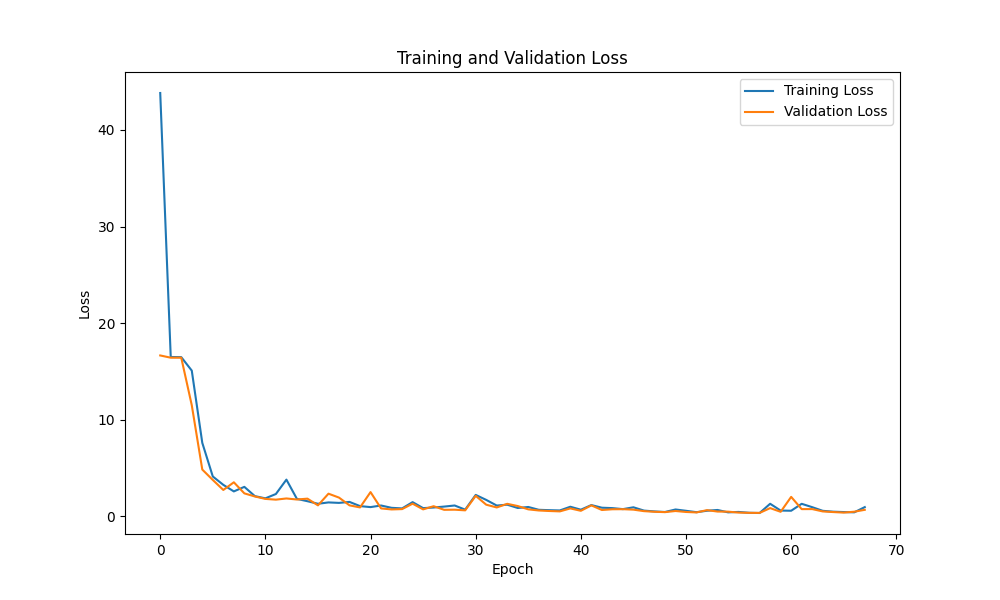 Training and Validation Loss
Training Loss
Validation Loss
Loss
40
30
20
10
0
0 10 20 30 40 50 60 70
Epoch